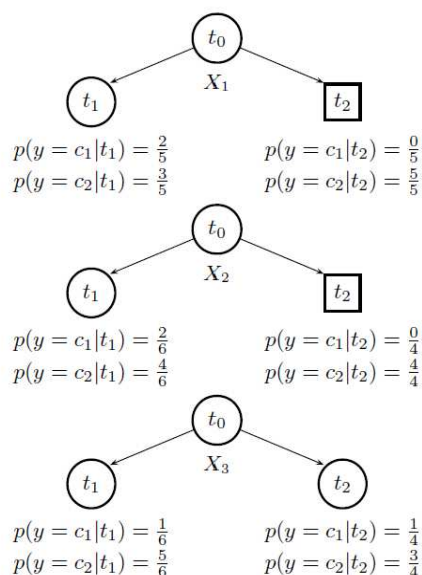 t₀
X₁
t₁ t₂
p(y = c₁|t₁) = 2/5 p(y = c₁|t₂) = 0/5
p(y = c₂|t₁) = 3/5 p(y = c₂|t₂) = 5/5
t₀
X₂
t₁ t₂
p(y = c₁|t₁) = 2/6 p(y = c₁|t₂) = 0/4
p(y = c₂|t₁) = 4/6 p(y = c₂|t₂) = 4/4
t₀
X₃
t₁ t₂
p(y = c₁|t₁) = 1/6 p(y = c₁|t₂) = 1/4
p(y = c₂|t₁) = 5/6 p(y = c₂|t₂) = 3/4